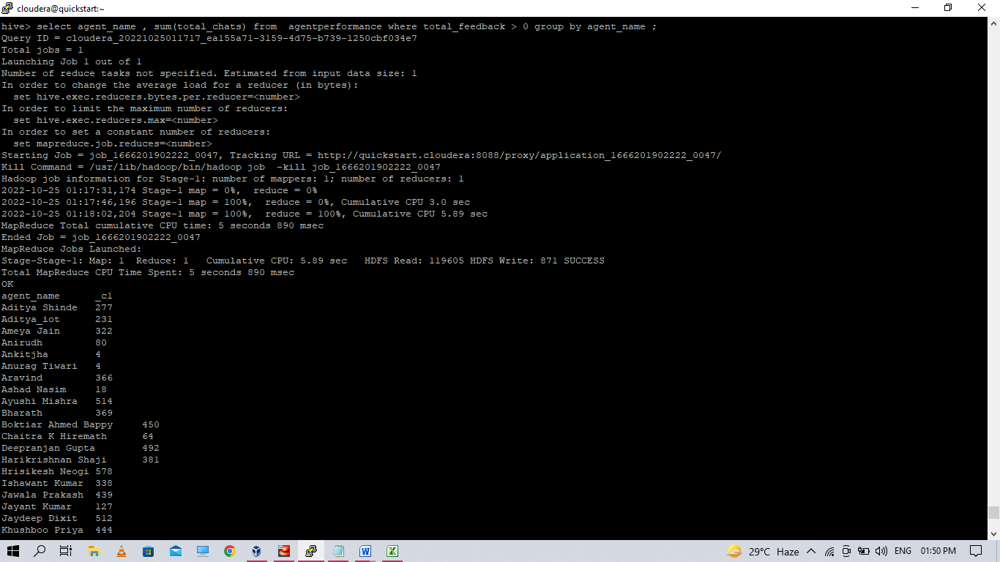 cloudera@quickstart:~
hive> select agent_name , sum(total_chats) from  agentperformance where total_feedback > 0 group by agent_name ;
Query ID = cloudera_20221025011717_ea155a71-3159-4d75-b739-1250cbf034e7
Total jobs = 1
Launching Job 1 out of 1
Number of reduce tasks not specified. Estimated from input data size: 1
In order to change the average load for a reducer (in bytes):
  set hive.exec.reducers.bytes.per.reducer=<number>
In order to limit the maximum number of reducers:
  set hive.exec.reducers.max=<number>
In order to set a constant number of reducers:
  set mapreduce.job.reduces=<number>
Starting Job = job_1666201902222_0047, Tracking URL = http://quickstart.cloudera:8088/proxy/application_1666201902222_0047/
Kill Command = /usr/lib/hadoop/bin/hadoop job  -kill job_1666201902222_0047
Hadoop job information for Stage-1: number of mappers: 1; number of reducers: 1
2022-10-25 01:17:31,174 Stage-1 map = 0%,  reduce = 0%
2022-10-25 01:17:46,196 Stage-1 map = 100%,  reduce = 0%, Cumulative CPU 3.0 sec
2022-10-25 01:18:02,204 Stage-1 map = 100%,  reduce = 100%, Cumulative CPU 5.89 sec
MapReduce Total cumulative CPU time: 5 seconds 890 msec
Ended Job = job_1666201902222_0047
MapReduce Jobs Launched:
Stage-Stage-1: Map: 1  Reduce: 1   Cumulative CPU: 5.89 sec   HDFS Read: 119605 HDFS Write: 871 SUCCESS
Total MapReduce CPU Time Spent: 5 seconds 890 msec
OK
agent_name      _c1
Aditya Shinde   277
Aditya_iot      231
Ameya Jain      322
Anirudh         80
Ankitjha        4
Anurag Tiwari   4
Aravind         366
Ashad Nasim     18
Ayushi Mishra   514
Bharath         369
Boktiar Ahmed Bappy     450
Chaitra K Hiremath      64
Deepranjan Gupta        492
Harikrishnan Shaji      381
Hrisikesh Neogi 578
Ishawant Kumar  338
Jawala Prakash  439
Jayant Kumar    127
Jaydeep Dixit   512
Khushboo Priya  444
29°C Haze ENG 01:50 PM